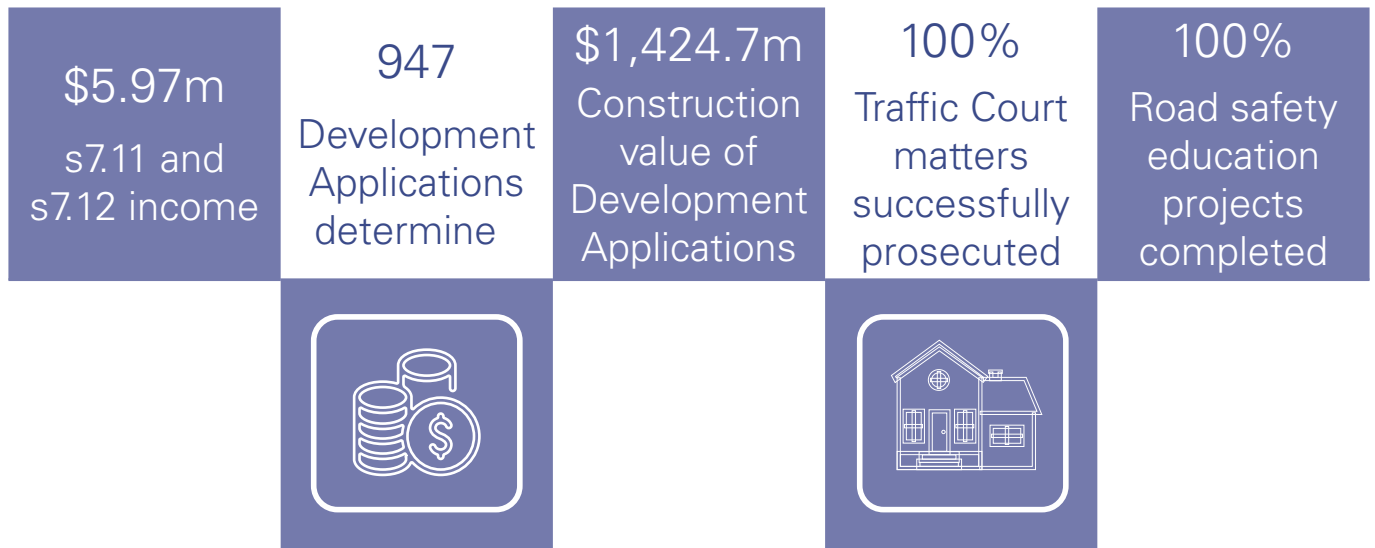 $5.97m
s7.11 and
s7.12 income
947
Development
Applications
determine
$1,424.7m
Construction
value of
Development
Applications
100%
Traffic Court
matters
successfully
prosecuted
100%
Road safety
education
projects
completed
$